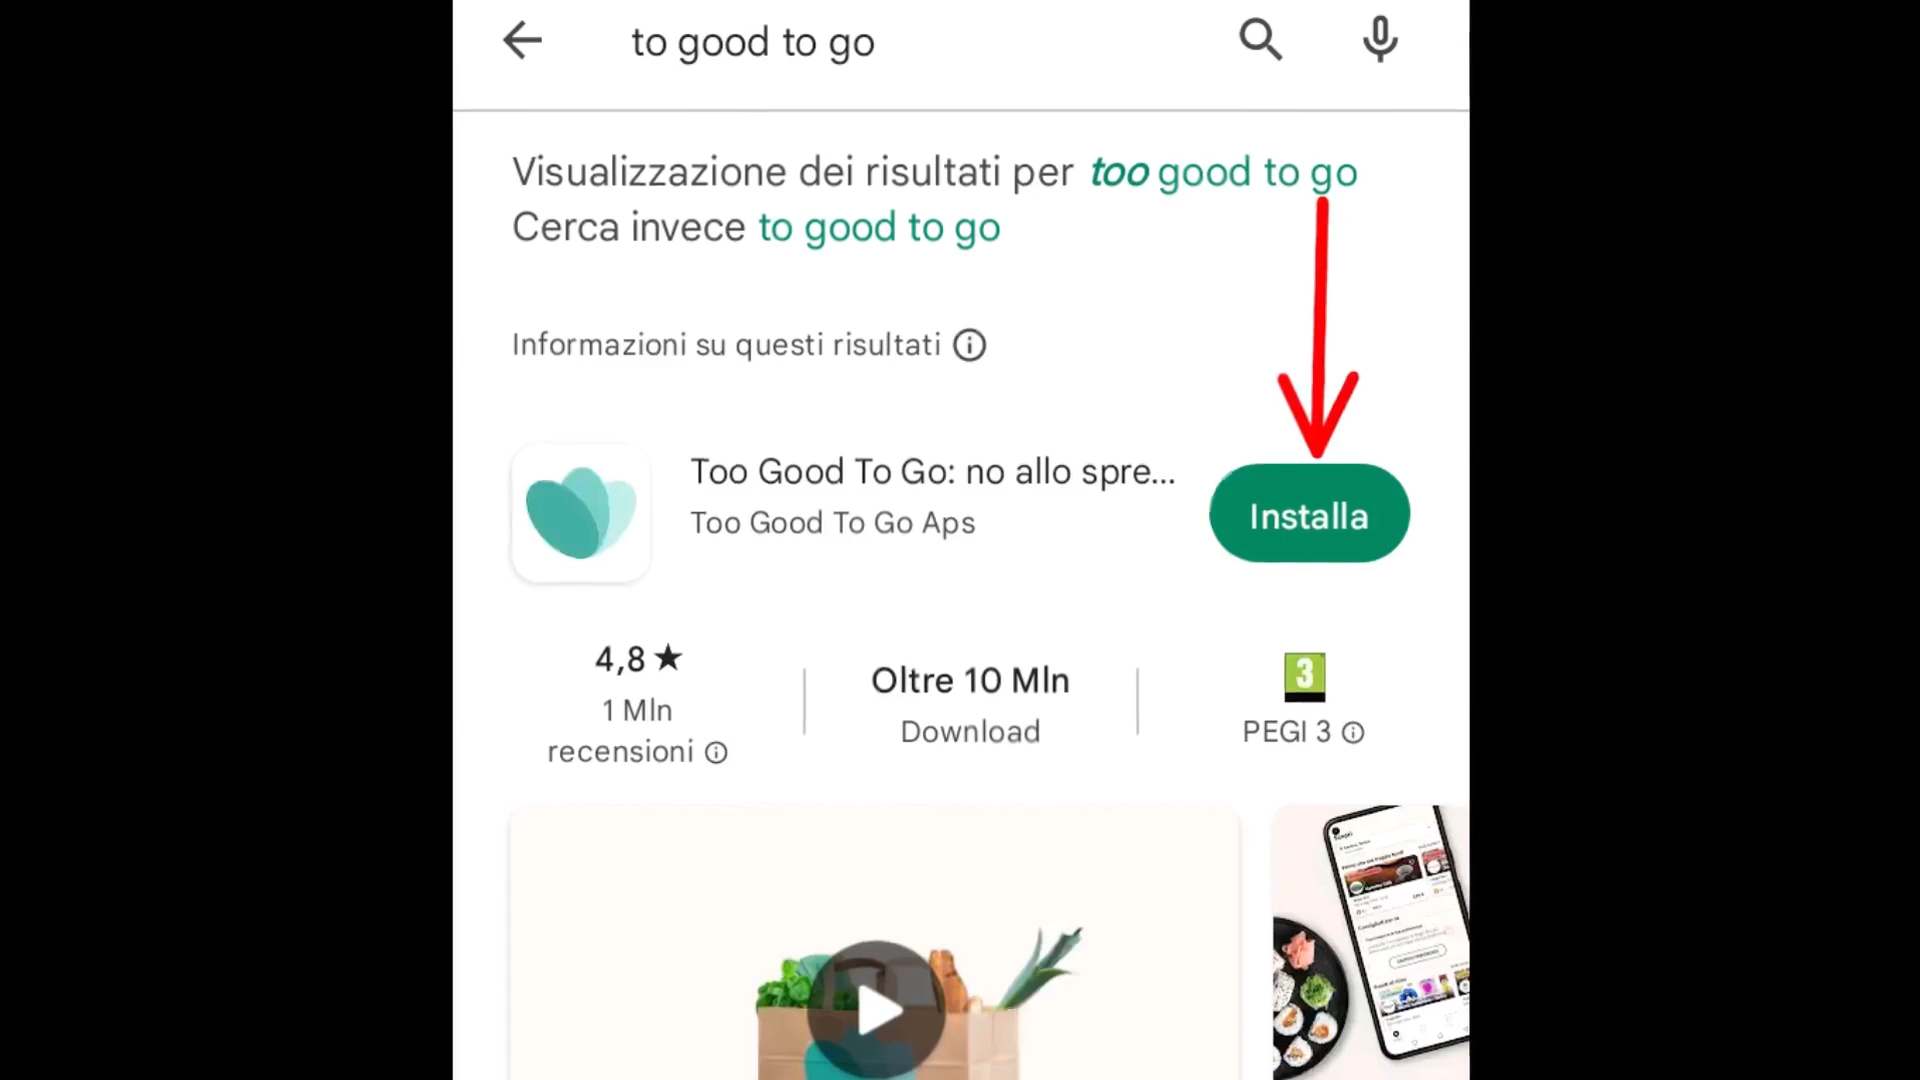 to good to go
Visualizzazione dei risultati per too good to go
Cerca invece to good to go
Informazioni su questi risultati
Too Good To Go: no allo spre...
Too Good To Go Aps
Installa
4,8 ★
1 Mln
recensioni
Oltre 10 Mln
Download
3
PEGI 3